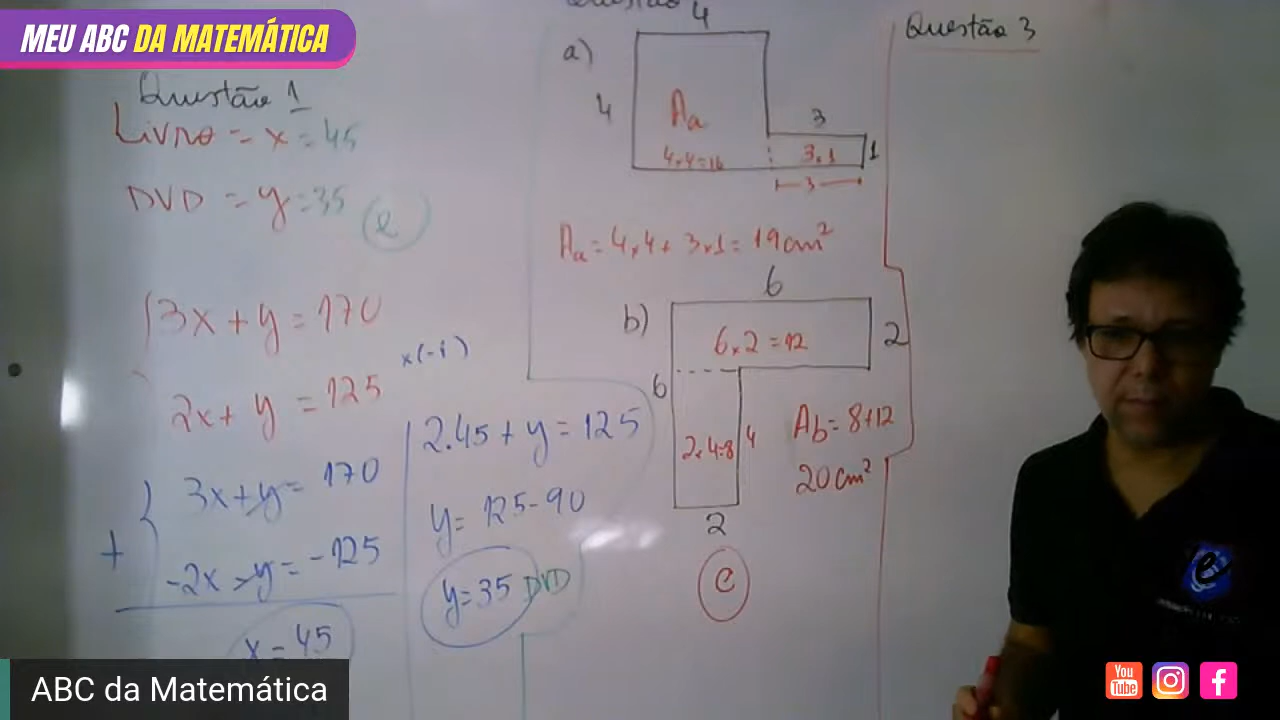 MEU ABC DA MATEMÁTICA
Questão 1
Livro = x = 45
DVD = y = 35
e
3x + y = 170
2x + y = 125
x(-1)
3x + y = 170
+
-2x - y = -125
x = 45
2.45 + y = 125
y = 125 - 90
y = 35 DVD
Questão
a)
4
4
Aa
4x4=16
3
3x1
1
3
Aa = 4x4 + 3x1 = 19cm²
b)
6
6x2 = 12
2
6
2x4=8
4
2
Ab = 8+12
20cm²
e
Questão 3
e
ABC da Matemática
You
Tube